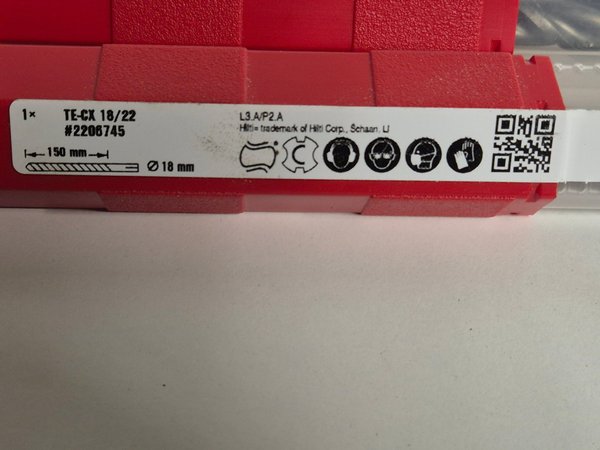 1× TE-CX 18/22
#2206745
150 mm
Ø 18 mm
L3.A/P2.A
Hilti= trademark of Hilti Corp., Schaan, LI
C